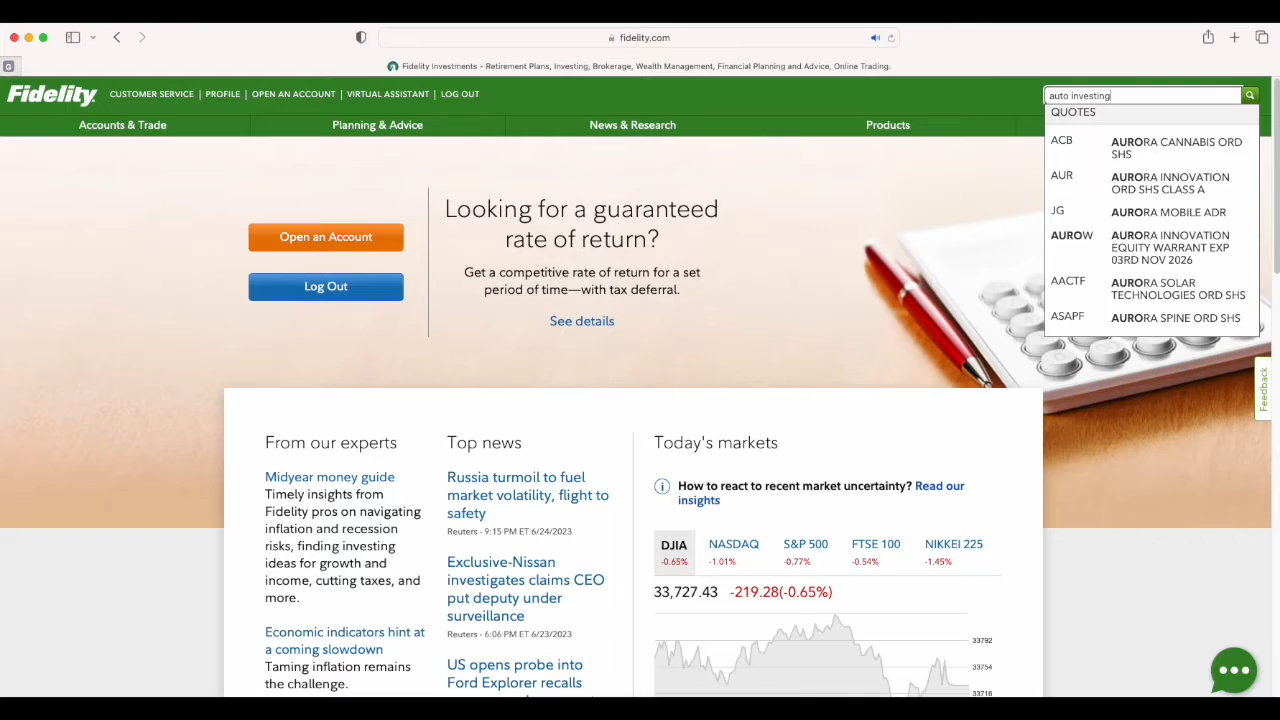 fidelity.com
G
Fidelity Investments - Retirement Plans, Investing, Brokerage, Wealth Management, Financial Planning and Advice, Online Trading.
Fidelity
CUSTOMER SERVICE | PROFILE | OPEN AN ACCOUNT | VIRTUAL ASSISTANT | LOG OUT
auto investing
Accounts & Trade
Planning & Advice
News & Research
Products
QUOTES
ACB AURORA CANNABIS ORD
SHS
AUR AURORA INNOVATION
ORD SHS CLASS A
JG AURORA MOBILE ADR
AUROW AURORA INNOVATION
EQUITY WARRANT EXP
03RD NOV 2026
AACTF AURORA SOLAR
TECHNOLOGIES ORD SHS
ASAPF AURORA SPINE ORD SHS
Open an Account
Log Out
Looking for a guaranteed
rate of return?
Get a competitive rate of return for a set
period of time—with tax deferral.
See details
Feedback
From our experts
Midyear money guide
Timely insights from
Fidelity pros on navigating
inflation and recession
risks, finding investing
ideas for growth and
income, cutting taxes, and
more.
Economic indicators hint at
a coming slowdown
Taming inflation remains
the challenge.
Top news
Russia turmoil to fuel
market volatility, flight to
safety
Reuters - 9:15 PM ET 6/24/2023
Exclusive-Nissan
investigates claims CEO
put deputy under
surveillance
Reuters - 6:06 PM ET 6/23/2023
US opens probe into
Ford Explorer recalls
Today's markets
How to react to recent market uncertainty? Read our
insights
DJIA NASDAQ S&P 500 FTSE 100 NIKKEI 225
-0.65% -1.01% -0.77% -0.54% -1.45%
33,727.43 -219.28(-0.65%)
33792
33754
33716